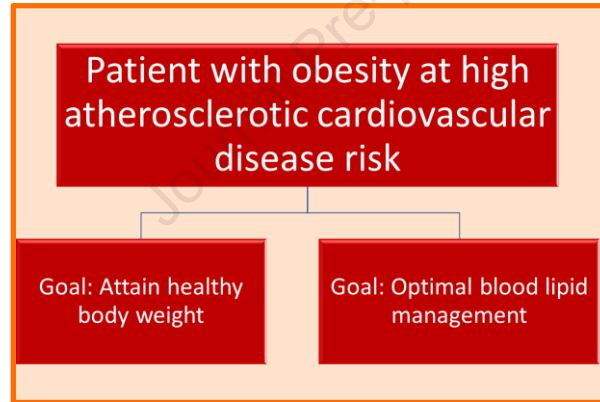 Patient with obesity at high
atherosclerotic cardiovascular
disease risk
Goal: Attain healthy
body weight
Goal: Optimal blood lipid
management